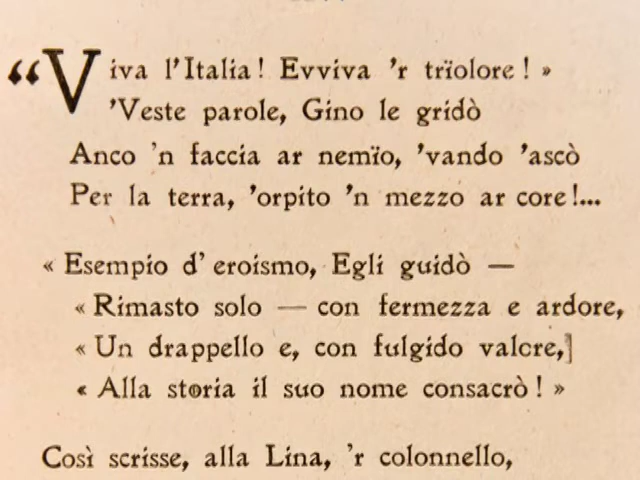 “Viva l'Italia! Evviva 'r trïolore! »
'Veste parole, Gino le gridò
Anco 'n faccia ar nemïo, 'vando 'ascò
Per la terra, 'orpito 'n mezzo ar core!...
« Esempio d' eroismo, Egli guidò —
« Rimasto solo — con fermezza e ardore,
« Un drappello e, con fulgido valore,]
« Alla storia il suo nome consacrò! »
Così scrisse, alla Lina, 'r colonnello,